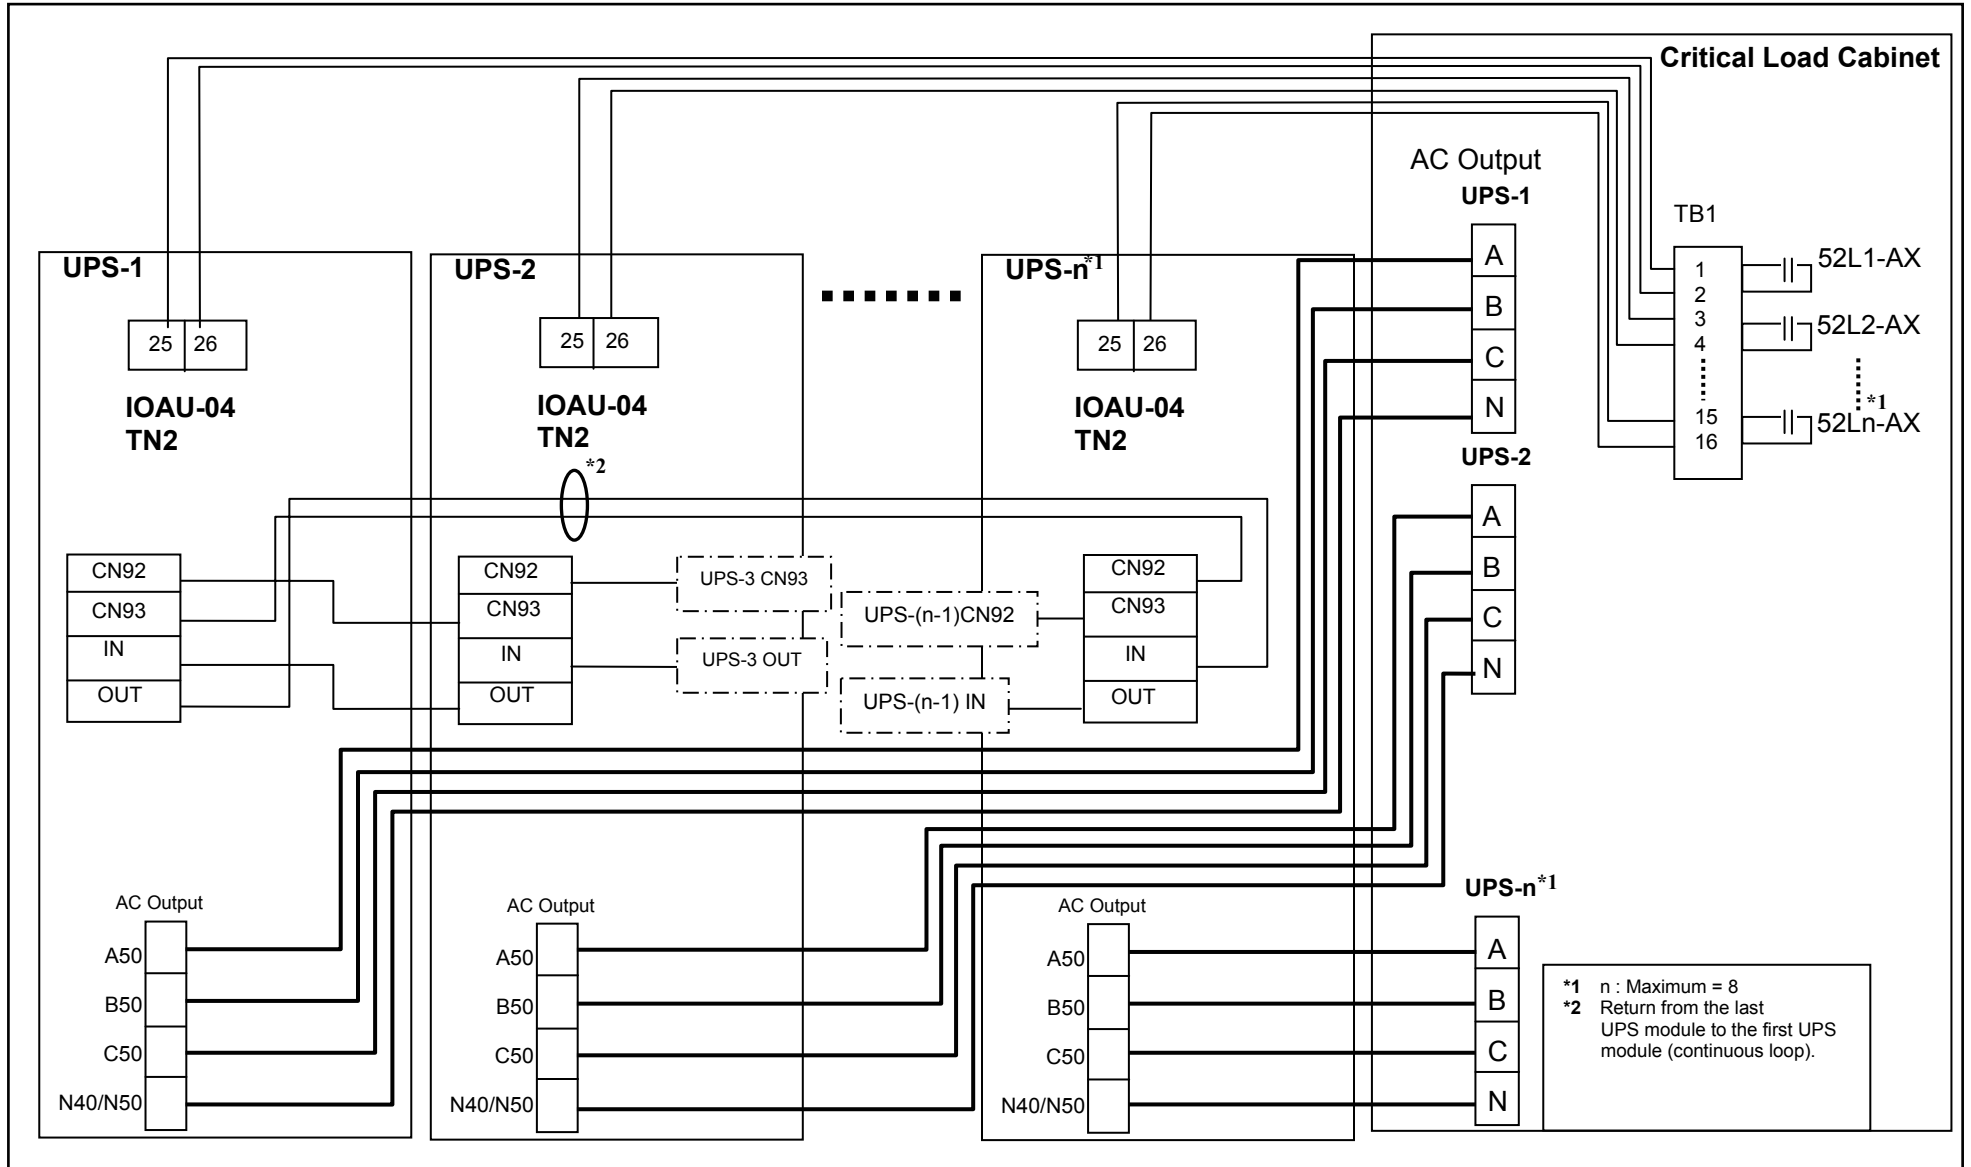 Critical Load Cabinet
AC Output
UPS-1
TB1
UPS-1
UPS-2
UPS-n*1
A
B
C
N
1
2
3
4
15
16
52L1-AX
52L2-AX
*1
52Ln-AX
25 26
IOAU-04
TN2
25 26
IOAU-04
TN2
25 26
IOAU-04
TN2
*2
UPS-2
A
B
C
N
CN92
CN93
IN
OUT
CN92
CN93
IN
OUT
UPS-3 CN93
UPS-3 OUT
UPS-(n-1)CN92
UPS-(n-1) IN
CN92
CN93
IN
OUT
AC Output
A50
B50
C50
N40/N50
AC Output
A50
B50
C50
N40/N50
AC Output
A50
B50
C50
N40/N50
UPS-n*1
A
B
C
N
*1 n : Maximum = 8
*2 Return from the last
UPS module to the first UPS
module (continuous loop).